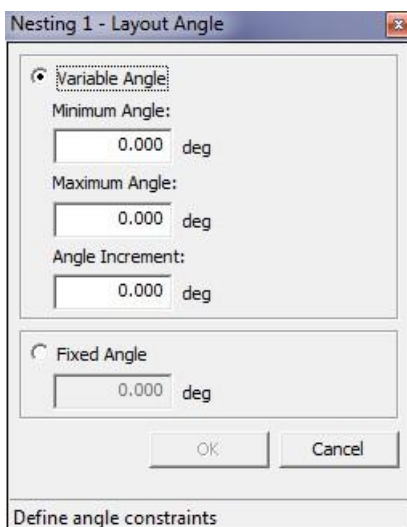 Nesting 1 - Layout Angle
Variable Angle
Minimum Angle:
0.000 deg
Maximum Angle:
0.000 deg
Angle Increment:
0.000 deg
Fixed Angle
0.000 deg
OK Cancel
Define angle constraints